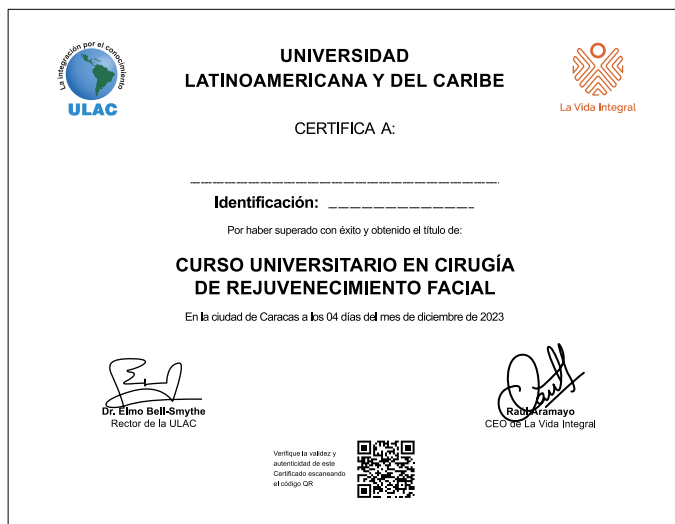 La integración por el conocimiento
ULAC
UNIVERSIDAD
LATINOAMERICANA Y DEL CARIBE
La Vida Integral
CERTIFICA A:
Identificación:
Por haber superado con éxito y obtenido el título de:
CURSO UNIVERSITARIO EN CIRUGÍA
DE REJUVENECIMIENTO FACIAL
En la ciudad de Caracas a los 04 días del mes de diciembre de 2023
Dr. Elmo Bell-Smythe
Rector de la ULAC
Raúl Aramayo
CEO de La Vida Integral
Verifique la validez y
autenticidad de este
Certificado escaneando
el código QR